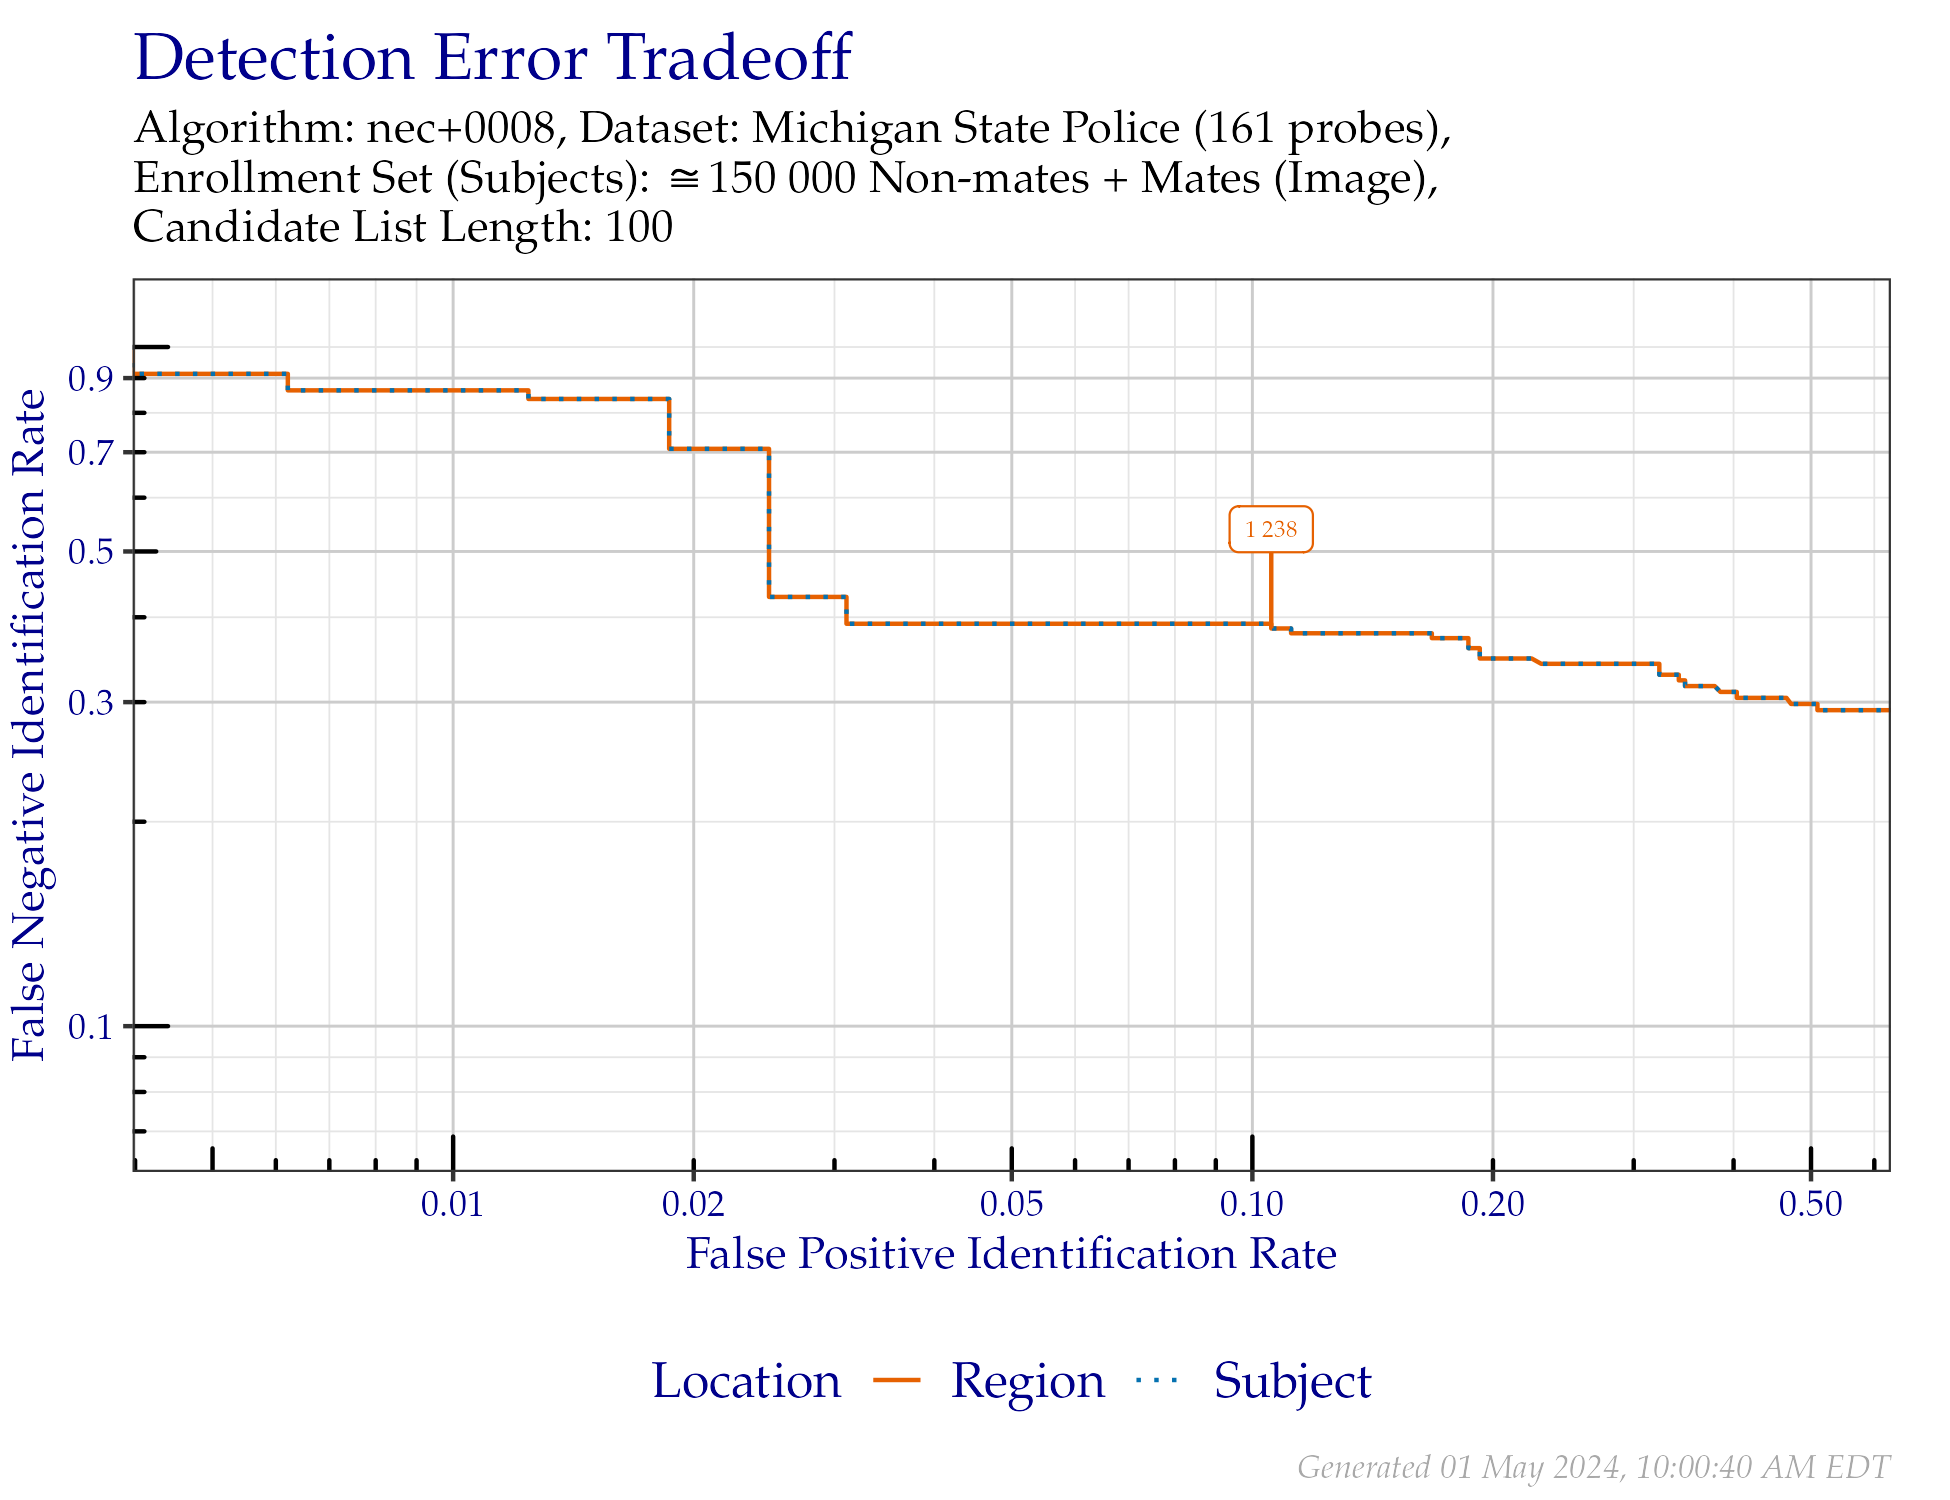 Detection Error Tradeoff
Algorithm: nec+0008, Dataset: Michigan State Police (161 probes),
Enrollment Set (Subjects): ≅ 150 000 Non-mates + Mates (Image),
Candidate List Length: 100
False Negative Identification Rate
0.9
0.7
0.5
0.3
0.1
1 238
0.01 0.02 0.05 0.10 0.20 0.50
False Positive Identification Rate
Location Region Subject
Generated 01 May 2024, 10:00:40 AM EDT